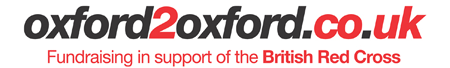 oxford2oxford.co.uk
Fundraising in support of the British Red Cross